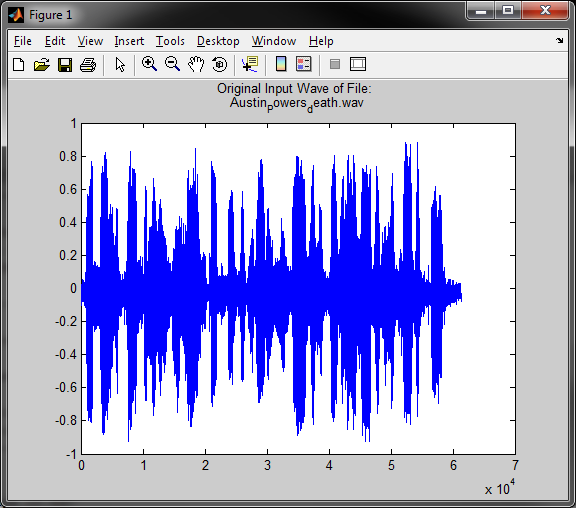 Figure 1
File Edit View Insert Tools Desktop Window Help
Original Input Wave of File:
Austin_powers_death.wav
1
0.8
0.6
0.4
0.2
0
-0.2
-0.4
-0.6
-0.8
-1
0 1 2 3 4 5 6 7
x 10^4